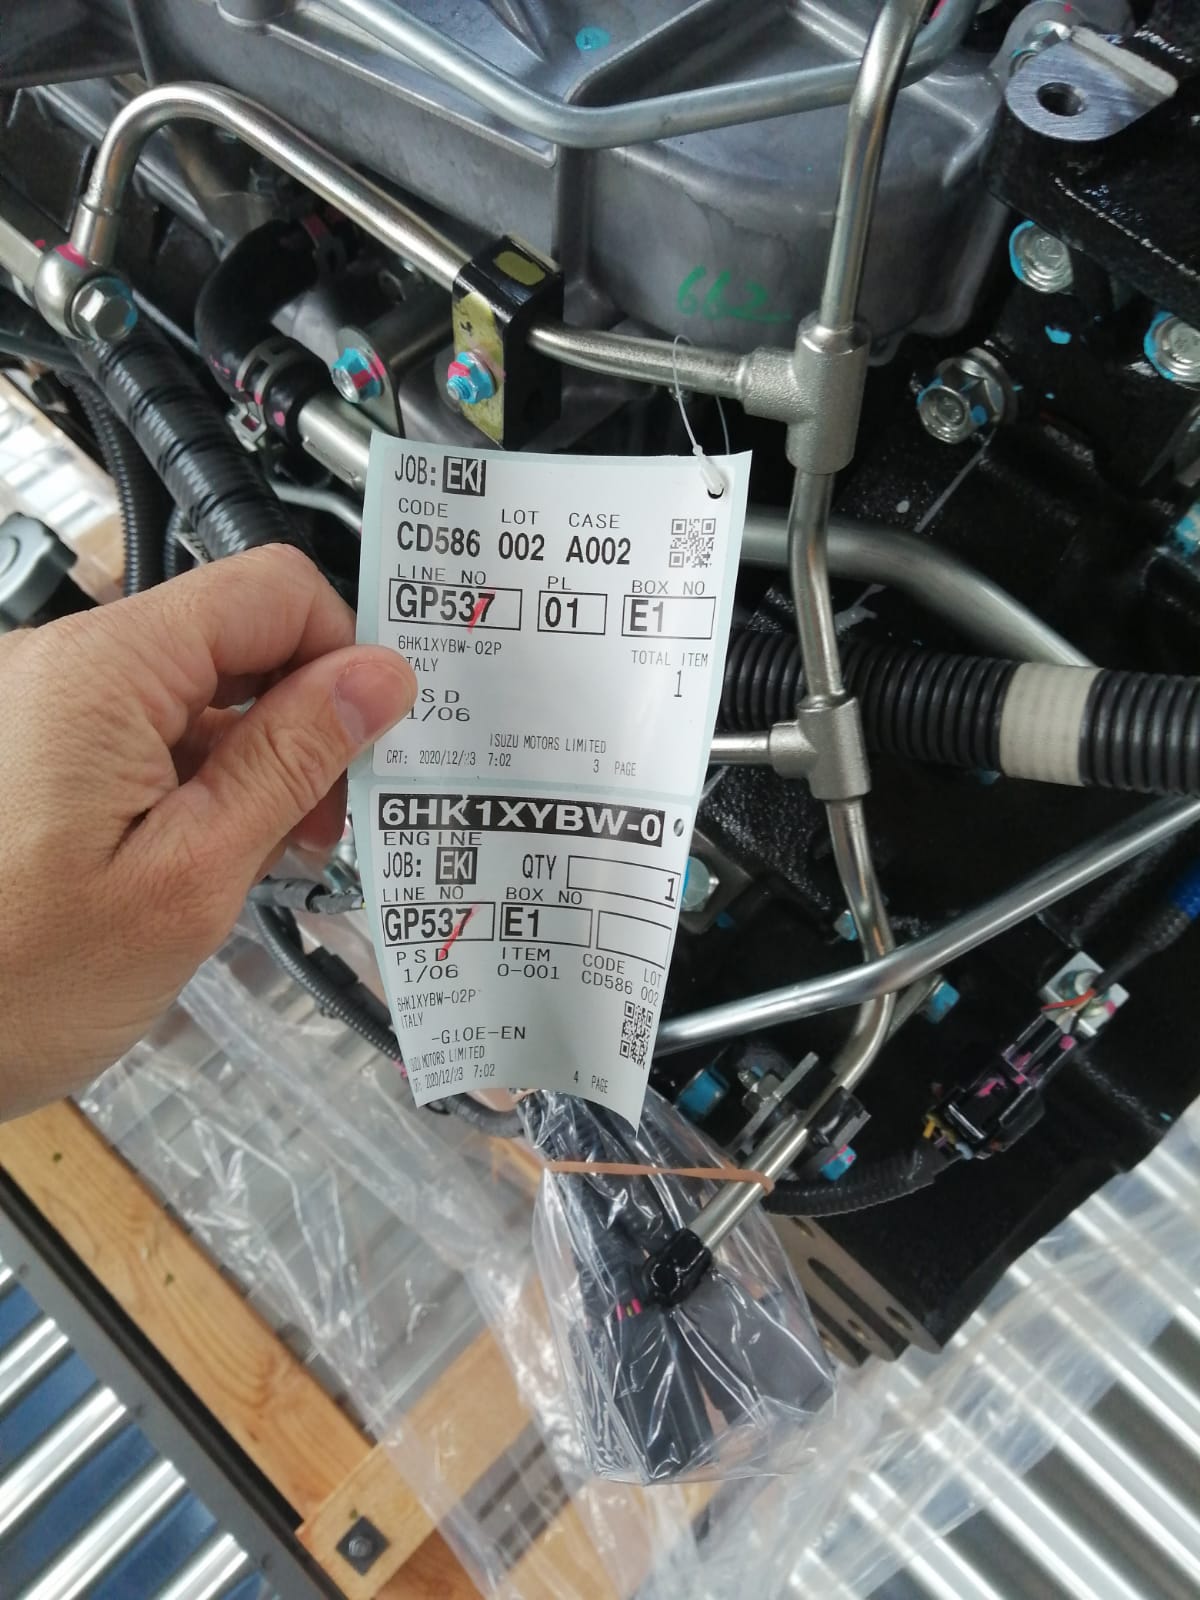 662
JOB: EKI
CODE LOT CASE
CD586 002 A002
LINE NO PL BOX NO
GP537 01 E1
6HK1XYBW-02P TOTAL ITEM
TALY 1
SD
1/06
ISUZU MOTORS LIMITED
CRT: 2020/12/23 7:02 3 PAGE
6HK1XYBW-0
ENGINE
JOB: EKI QTY 1
LINE NO BOX NO
GP537 E1
PSD ITEM CODE LOT
1/06 0-001 CD586 002
6HK1XYBW-02P
ITALY
-G10E-EN
ISUZU MOTORS LIMITED
2020/12/23 7:02 4 PAGE